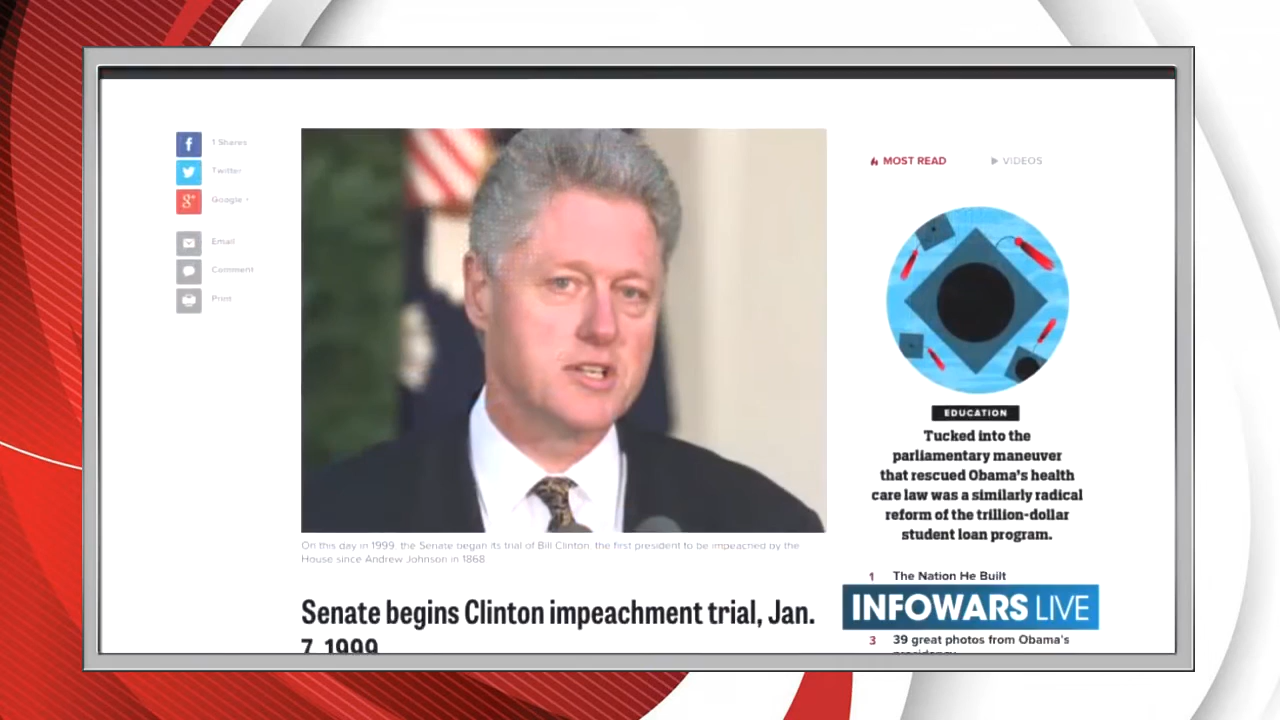 1 Shares
Twitter
Google +
Email
Comment
Print
On this day in 1999, the Senate began its trial of Bill Clinton, the first president to be impeached by the
House since Andrew Johnson in 1868.
Senate begins Clinton impeachment trial, Jan.
7, 1999
MOST READ
VIDEOS
EDUCATION
Tucked into the
parliamentary maneuver
that rescued Obama's health
care law was a similarly radical
reform of the trillion-dollar
student loan program.
1 The Nation He Built
INFOWARS LIVE
3 39 great photos from Obama's
presidency